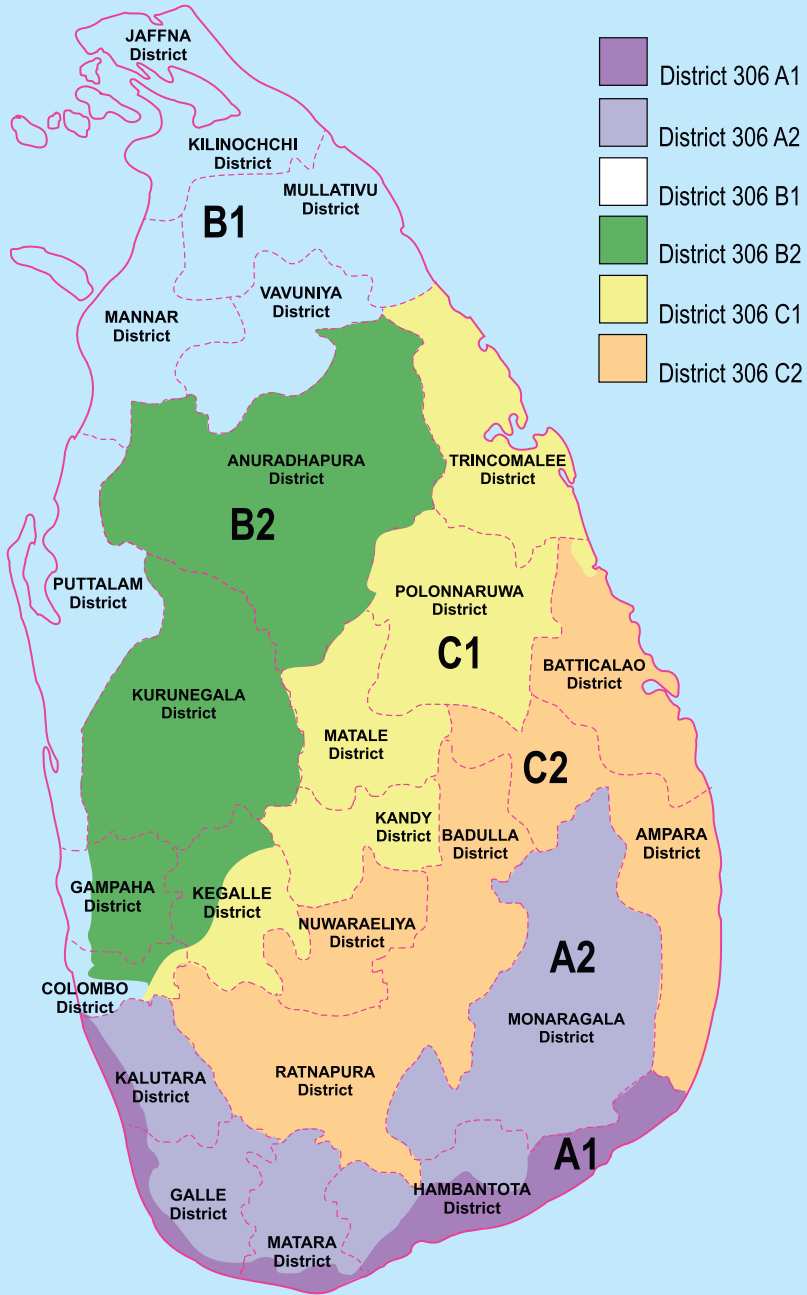 JAFFNA
District
District 306 A1
District 306 A2
KILINOCHCHI
District
MULLATIVU
District
District 306 B1
B1
District 306 B2
VAVUNIYA
District
MANNAR
District
District 306 C1
District 306 C2
ANURADHAPURA
District
TRINCOMALEE
District
B2
PUTTALAM
District
POLONNARUWA
District
C1
BATTICALAO
District
KURUNEGALA
District
MATALE
District
C2
KANDY
District
BADULLA
District
AMPARA
District
GAMPAHA
District
KEGALLE
District
NUWARAELIYA
District
A2
COLOMBO
District
MONARAGALA
District
KALUTARA
District
RATNAPURA
District
A1
GALLE
District
HAMBANTOTA
District
MATARA
District